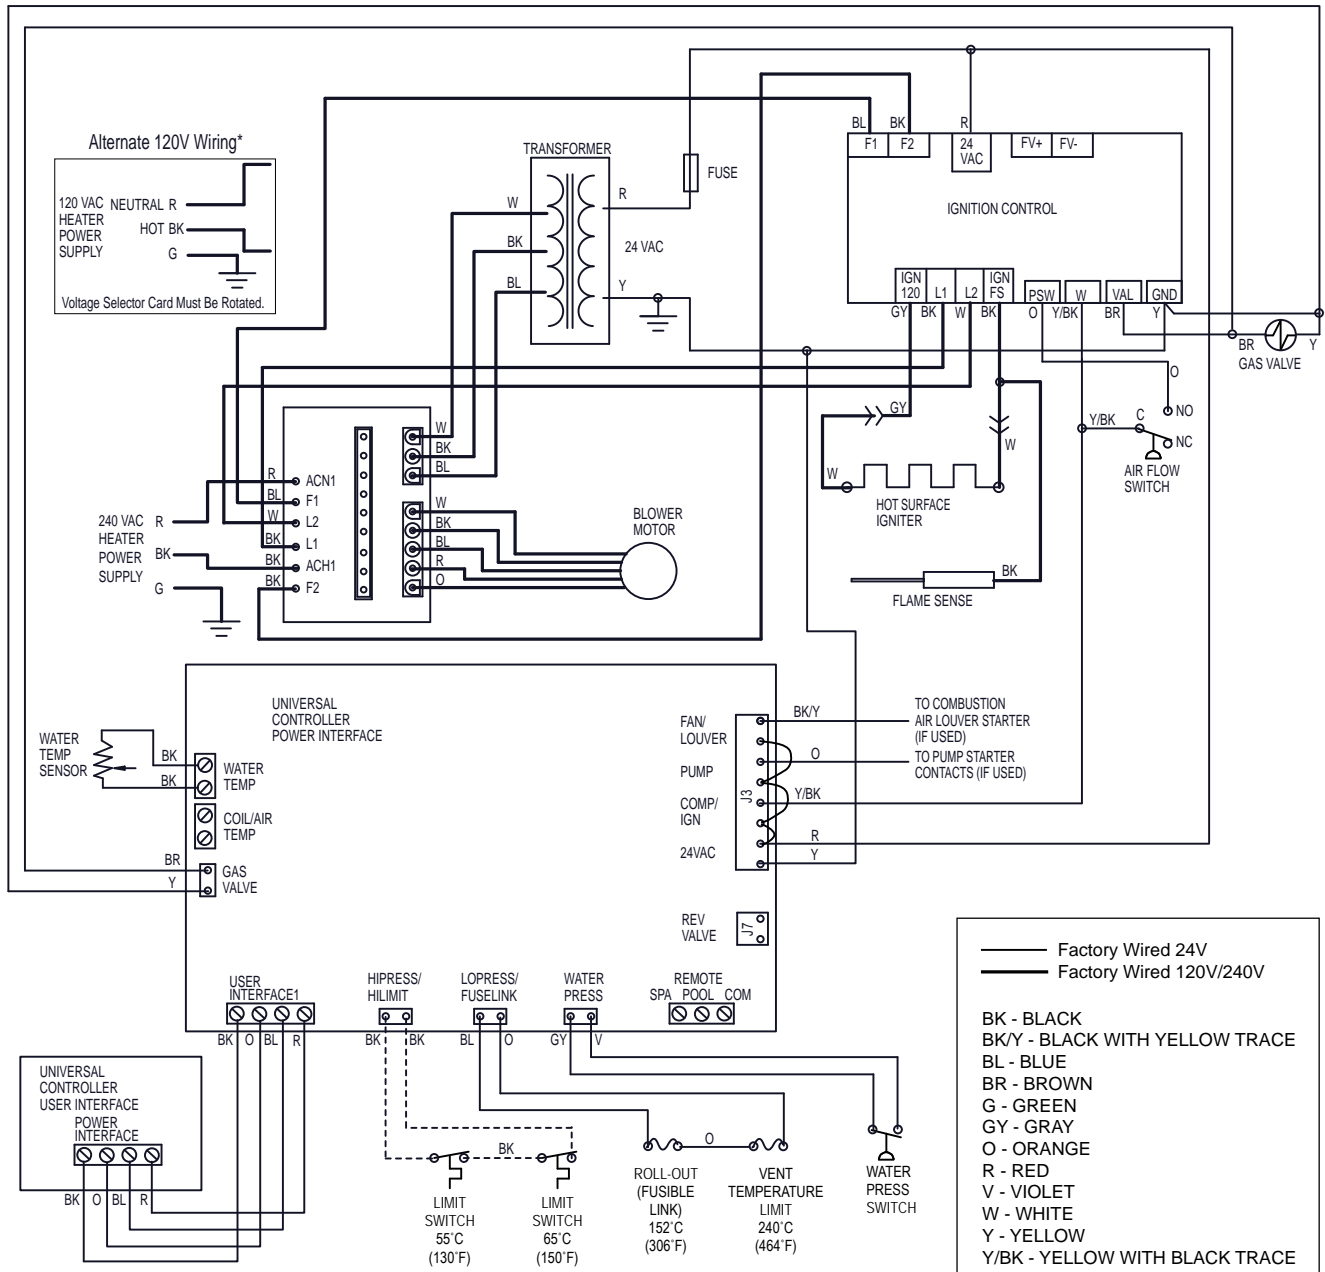 Alternate 120V Wiring*
120 VAC
HEATER
POWER
SUPPLY
NEUTRAL R
HOT BK
G
Voltage Selector Card Must Be Rotated.
TRANSFORMER
W
BK
BL
R
24 VAC
Y
FUSE
BL
BK
R
F1
F2
24
VAC
FV+
FV-
IGNITION CONTROL
IGN
120
L1
L2
IGN
FS
PSW
W
VAL
GND
GY
BK
W
BK
O
Y/BK
BR
Y
BR
Y
GAS VALVE
O
NO
Y/BK
C
NC
AIR FLOW
SWITCH
GY
W
W
HOT SURFACE
IGNITER
BK
FLAME SENSE
W
BK
BL
W
BK
BL
R
O
BLOWER
MOTOR
R
BL
W
BK
BK
BK
ACN1
F1
L2
L1
ACH1
F2
240 VAC
HEATER
POWER
SUPPLY
R
BK
G
UNIVERSAL
CONTROLLER
POWER INTERFACE
WATER
TEMP
SENSOR
BK
BK
WATER
TEMP
COIL/AIR
TEMP
BR
Y
GAS
VALVE
FAN/
LOUVER
PUMP
COMP/
IGN
24VAC
J3
BK/Y
O
Y/BK
R
Y
TO COMBUSTION
AIR LOUVER STARTER
(IF USED)
TO PUMP STARTER
CONTACTS (IF USED)
REV
VALVE
J7
USER
INTERFACE1
HIPRESS/
HILIMIT
LOPRESS/
FUSELINK
WATER
PRESS
REMOTE
SPA POOL COM
BK O BL R
BK BK
BL O
GY V
UNIVERSAL
CONTROLLER
USER INTERFACE
POWER
INTERFACE
BK O BL R
BK
LIMIT
SWITCH
55˚C
(130˚F)
LIMIT
SWITCH
65˚C
(150˚F)
O
ROLL-OUT
(FUSIBLE
LINK)
152˚C
(306˚F)
VENT
TEMPERATURE
LIMIT
240˚C
(464˚F)
WATER
PRESS
SWITCH
Factory Wired 24V
Factory Wired 120V/240V
BK - BLACK
BK/Y - BLACK WITH YELLOW TRACE
BL - BLUE
BR - BROWN
G - GREEN
GY - GRAY
O - ORANGE
R - RED
V - VIOLET
W - WHITE
Y - YELLOW
Y/BK - YELLOW WITH BLACK TRACE